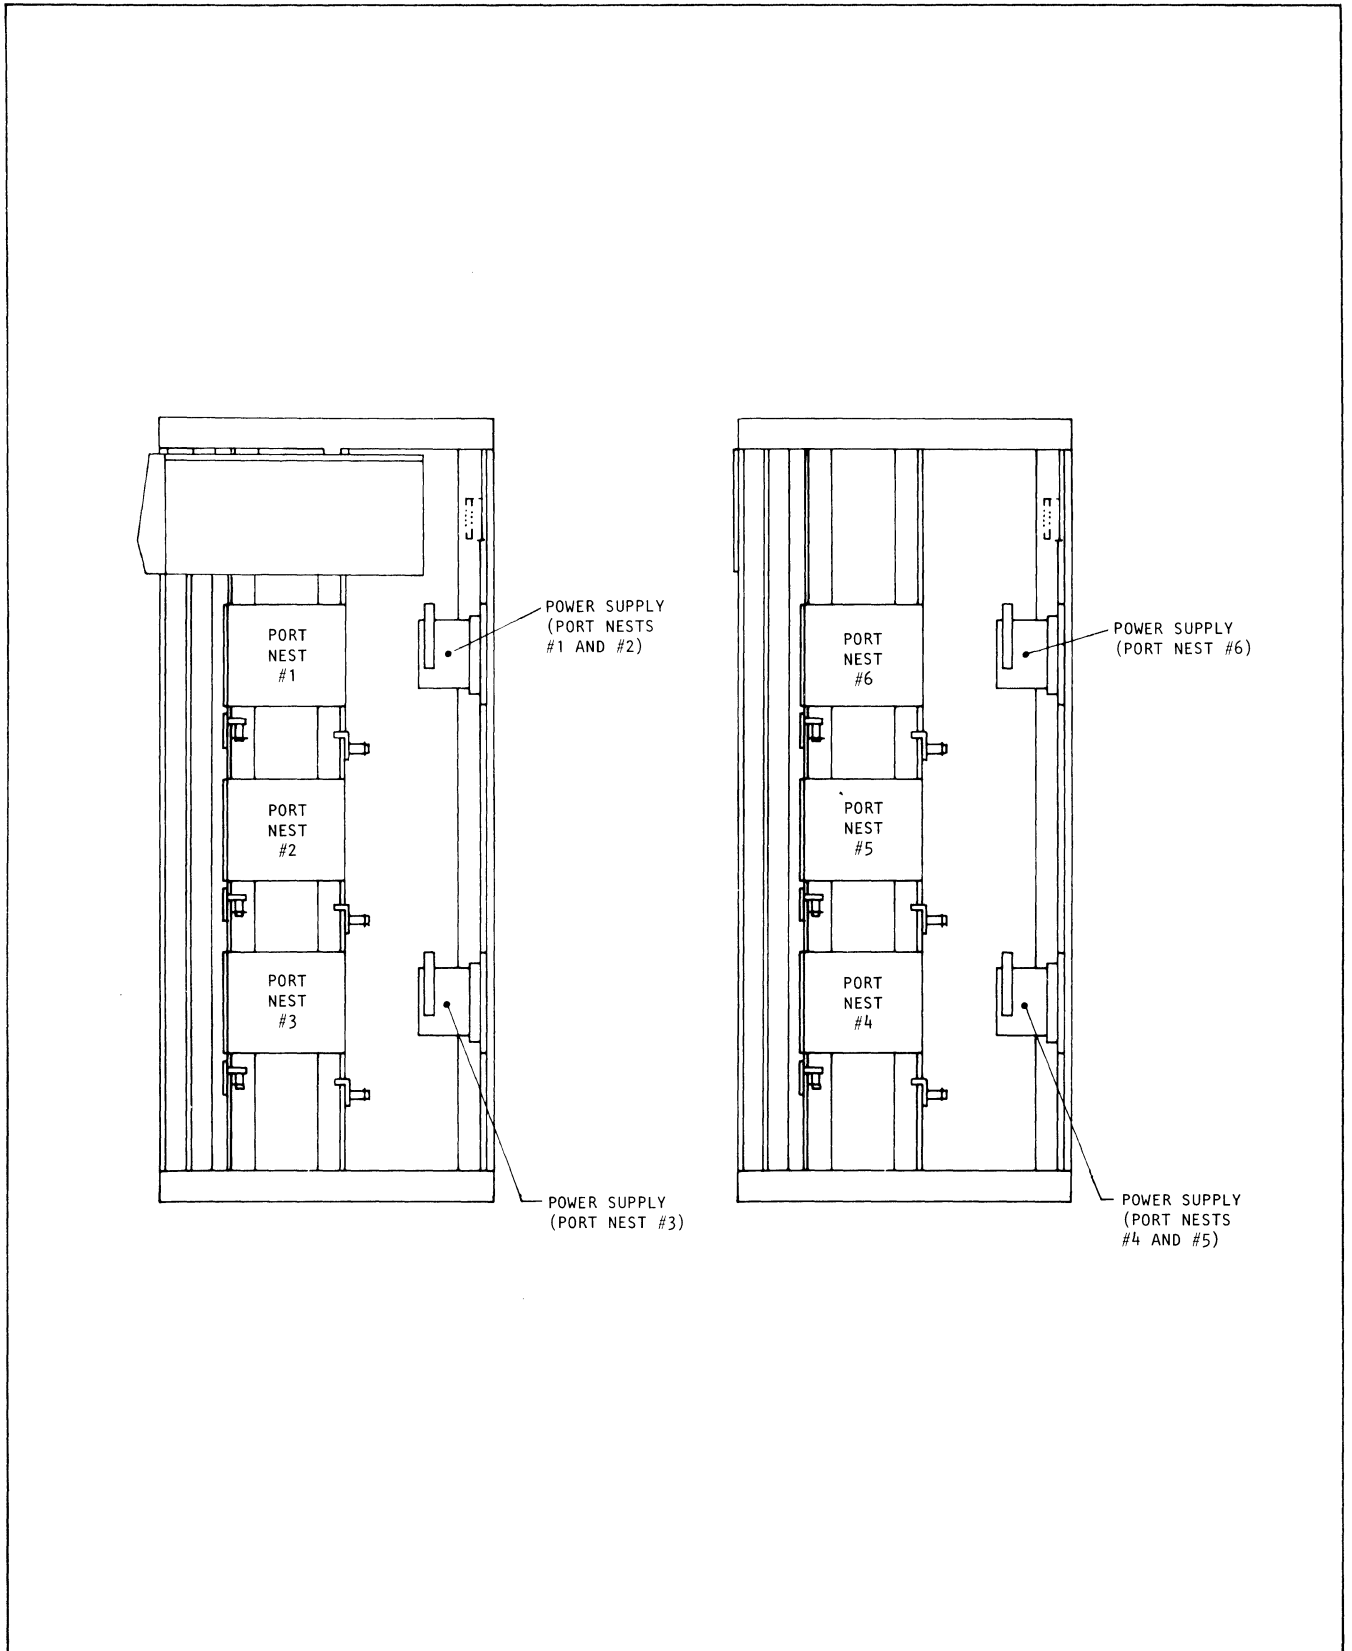 PORT
NEST
#1
POWER SUPPLY
(PORT NESTS
#1 AND #2)
PORT
NEST
#2
PORT
NEST
#3
POWER SUPPLY
(PORT NEST #3)
PORT
NEST
#6
POWER SUPPLY
(PORT NEST #6)
PORT
NEST
#5
PORT
NEST
#4
POWER SUPPLY
(PORT NESTS
#4 AND #5)